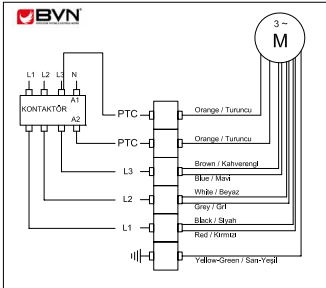 BVN
3 ~
M
L1 L2 L3 N
A1
KONTAKTÖR
A2
PTC
Orange / Turuncu
PTC
Orange / Turuncu
L3
Brown / Kahverengi
Blue / Mavi
L2
White / Beyaz
Grey / Gri
L1
Black / Siyah
Red / Kırmızı
Yellow-Green / Sarı-Yeşil